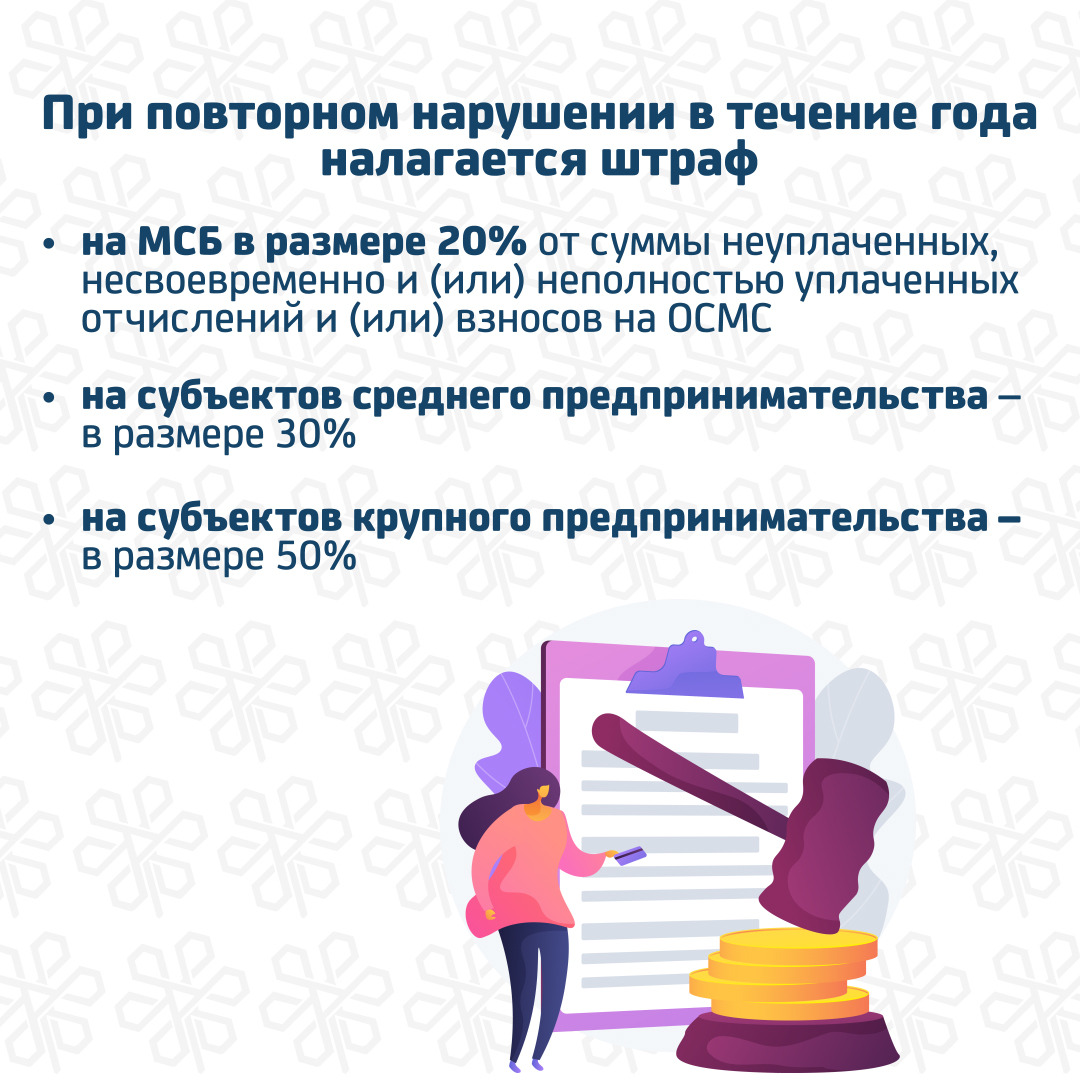 При повторном нарушении в течение года
налагается штраф
• на МСБ в размере 20% от суммы неуплаченных,
несвоевременно и (или) неполностью уплаченных
отчислений и (или) взносов на ОСМС
• на субъектов среднего предпринимательства –
в размере 30%
• на субъектов крупного предпринимательства –
в размере 50%